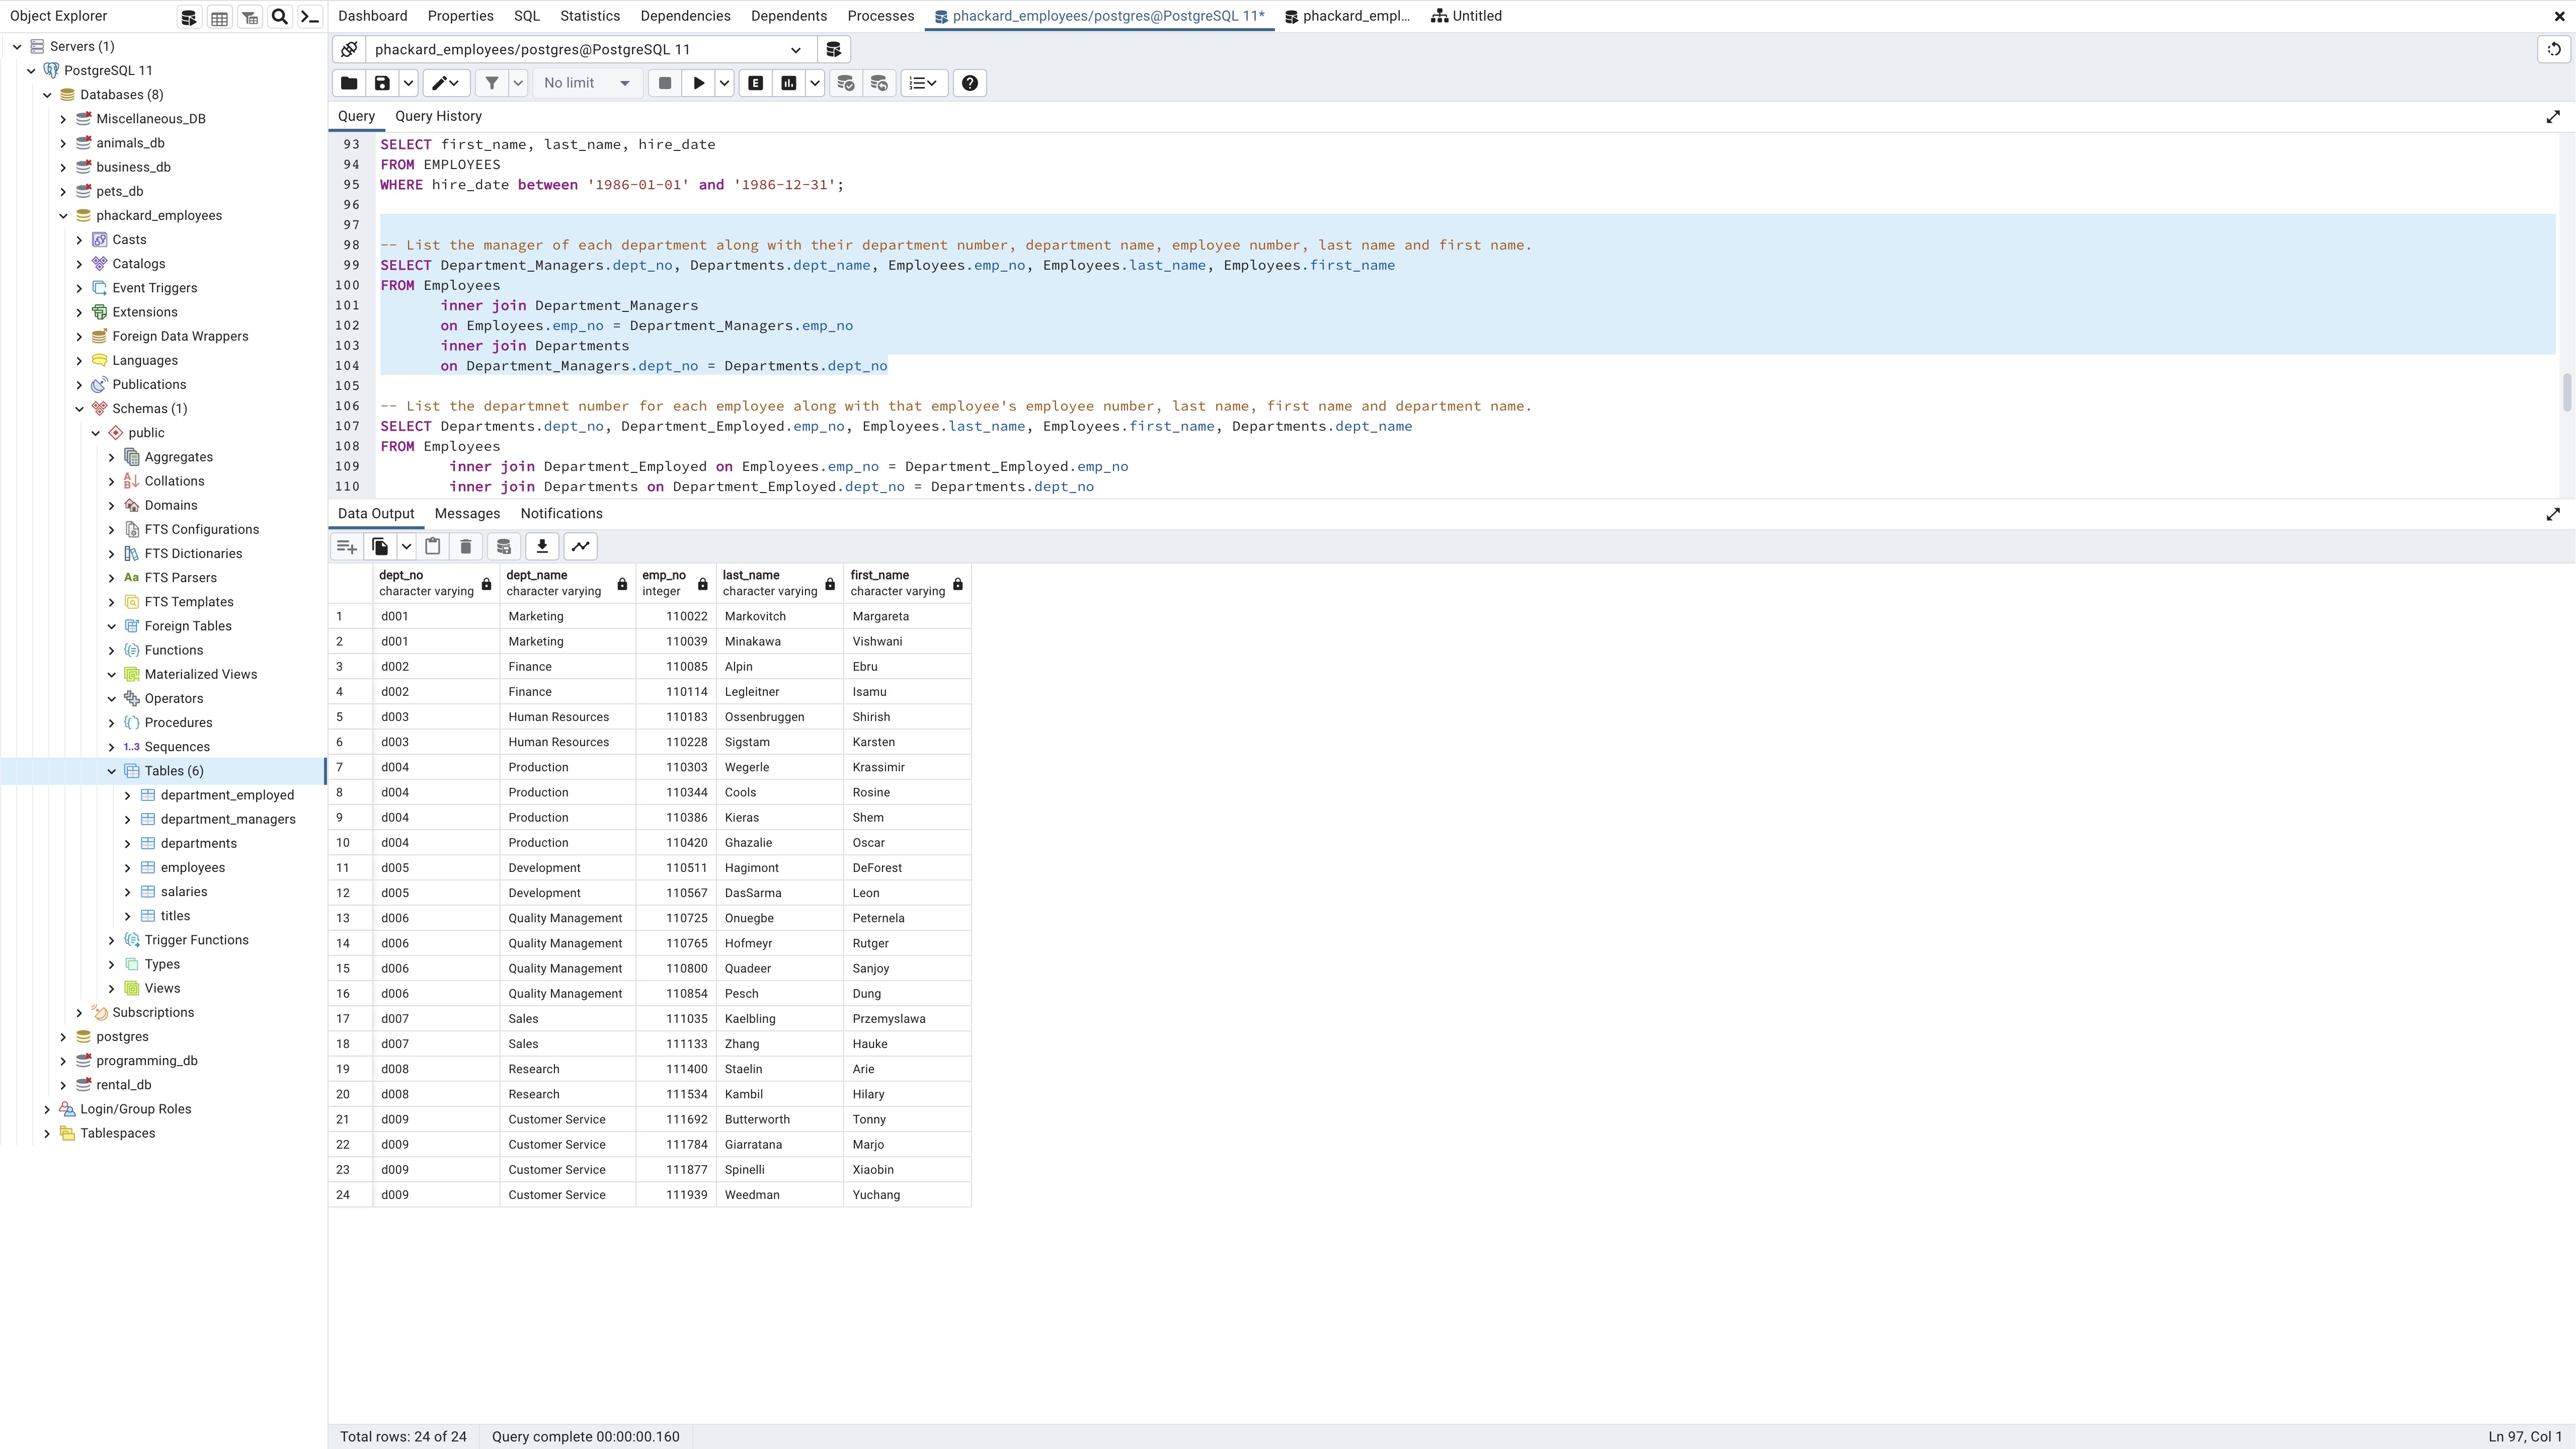 Object Explorer
Servers (1)
PostgreSQL 11
Databases (8)
Miscellaneous_DB
animals_db
business_db
pets_db
phackard_employees
Casts
Catalogs
Event Triggers
Extensions
Foreign Data Wrappers
Languages
Publications
Schemas (1)
public
Aggregates
Collations
Domains
FTS Configurations
FTS Dictionaries
Aa FTS Parsers
FTS Templates
Foreign Tables
Functions
Materialized Views
Operators
Procedures
1..3 Sequences
Tables (6)
department_employed
department_managers
departments
employees
salaries
titles
Trigger Functions
Types
Views
Subscriptions
postgres
programming_db
rental_db
Login/Group Roles
Tablespaces
Dashboard Properties SQL Statistics Dependencies Dependents Processes phackard_employees/postgres@PostgreSQL 11* phackard_empl... Untitled
phackard_employees/postgres@PostgreSQL 11
No limit E
Query Query History
93 SELECT first_name, last_name, hire_date
94 FROM EMPLOYEES
95 WHERE hire_date between '1986-01-01' and '1986-12-31';
96
97
98 -- List the manager of each department along with their department number, department name, employee number, last name and first name.
99 SELECT Department_Managers.dept_no, Departments.dept_name, Employees.emp_no, Employees.last_name, Employees.first_name
100 FROM Employees
101 inner join Department_Managers
102 on Employees.emp_no = Department_Managers.emp_no
103 inner join Departments
104 on Department_Managers.dept_no = Departments.dept_no
105
106 -- List the departmnet number for each employee along with that employee's employee number, last name, first name and department name.
107 SELECT Departments.dept_no, Department_Employed.emp_no, Employees.last_name, Employees.first_name, Departments.dept_name
108 FROM Employees
109 inner join Department_Employed on Employees.emp_no = Department_Employed.emp_no
110 inner join Departments on Department_Employed.dept_no = Departments.dept_no
Data Output Messages Notifications
dept_no dept_name emp_no last_name first_name
character varying character varying integer character varying character varying
1 d001 Marketing 110022 Markovitch Margareta
2 d001 Marketing 110039 Minakawa Vishwani
3 d002 Finance 110085 Alpin Ebru
4 d002 Finance 110114 Legleitner Isamu
5 d003 Human Resources 110183 Ossenbruggen Shirish
6 d003 Human Resources 110228 Sigstam Karsten
7 d004 Production 110303 Wegerle Krassimir
8 d004 Production 110344 Cools Rosine
9 d004 Production 110386 Kieras Shem
10 d004 Production 110420 Ghazalie Oscar
11 d005 Development 110511 Hagimont DeForest
12 d005 Development 110567 DasSarma Leon
13 d006 Quality Management 110725 Onuegbe Peternela
14 d006 Quality Management 110765 Hofmeyr Rutger
15 d006 Quality Management 110800 Quadeer Sanjoy
16 d006 Quality Management 110854 Pesch Dung
17 d007 Sales 111035 Kaelbling Przemyslawa
18 d007 Sales 111133 Zhang Hauke
19 d008 Research 111400 Staelin Arie
20 d008 Research 111534 Kambil Hilary
21 d009 Customer Service 111692 Butterworth Tonny
22 d009 Customer Service 111784 Giarratana Marjo
23 d009 Customer Service 111877 Spinelli Xiaobin
24 d009 Customer Service 111939 Weedman Yuchang
Total rows: 24 of 24 Query complete 00:00:00.160 Ln 97, Col 1